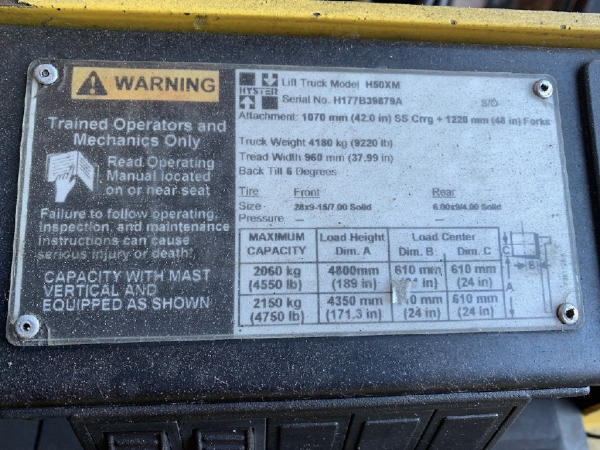 WARNING
Trained Operators and
Mechanics Only
Read Operating
Manual located
on or near seat
Failure to follow operating,
inspection, and maintenance
instructions can cause
serious injury or death!
CAPACITY WITH MAST
VERTICAL AND
EQUIPPED AS SHOWN
HYSTER
Lift Truck Model H50XM
Serial No. H177B39879A S/O
Attachment: 1070 mm (42.0 in) SS Crrg + 1220 mm (48 in) Forks
Truck Weight 4180 kg (9220 lb)
Tread Width 960 mm (37.99 in)
Back Tilt 6 Degrees
Tire Front Rear
Size 28x9-15/7.00 Solid 6.00x9/4.00 Solid
Pressure — —
MAXIMUM CAPACITY Load Height Dim. A Load Center Dim. B Dim. C
2060 kg (4550 lb) 4800mm (189 in) 610 mm in) 610 mm (24 in)
2150 kg (4750 lb) 4350 mm (171.3 in) mm (24 in) 610 mm (24 in)
C
B
A